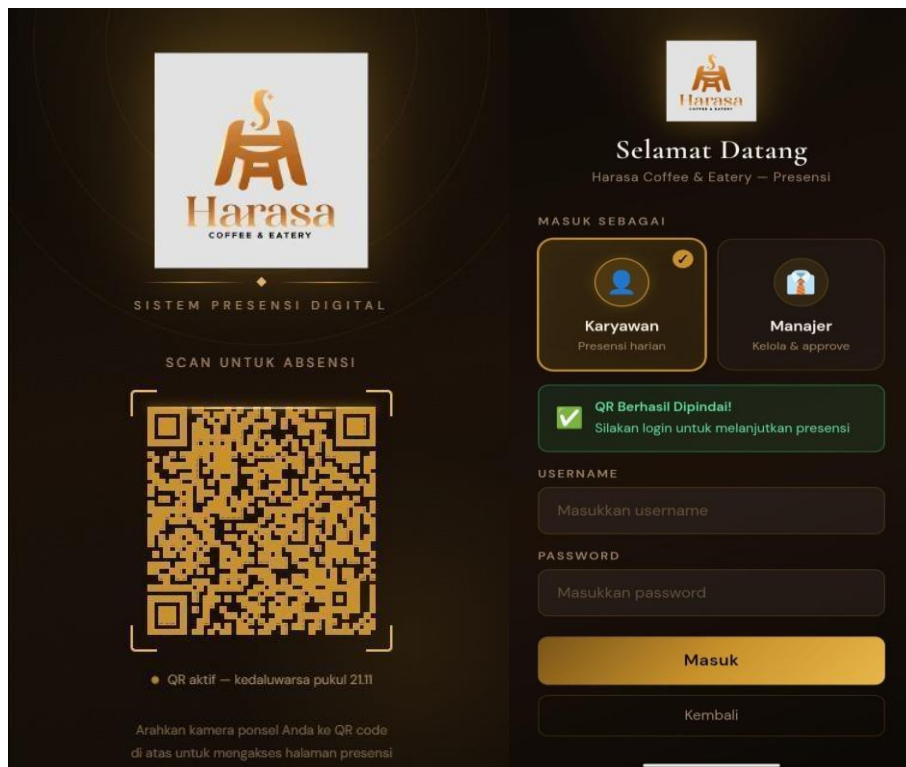 Harasa
COFFEE & EATERY
SISTEM PRESENSI DIGITAL
SCAN UNTUK ABSENSI
QR aktif — kedaluwarsa pukul 21.11
Arahkan kamera ponsel Anda ke QR code
di atas untuk mengakses halaman presensi
Harasa
COFFEE & EATERY
Selamat Datang
Harasa Coffee & Eatery — Presensi
MASUK SEBAGAI
Karyawan
Presensi harian
Manajer
Kelola & approve
QR Berhasil Dipindai!
Silakan login untuk melanjutkan presensi
USERNAME
Masukkan username
PASSWORD
Masukkan password
Masuk
Kembali